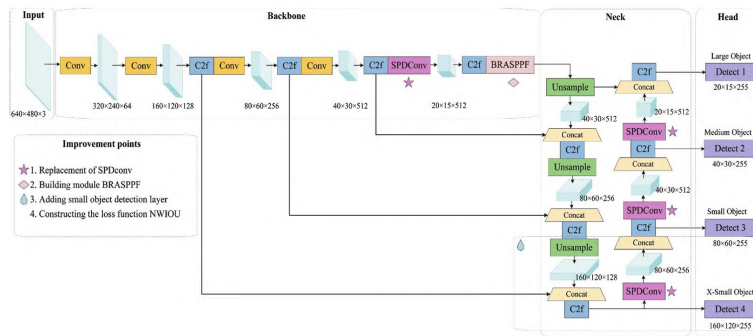 Input
Backbone
Neck
Head
Conv
Conv
C2f
Conv
C2f
Conv
C2f
SPDConv
C2f
BRASPPF
640×480×3
320×240×64
160×120×128
80×60×256
40×30×512
20×15×512
Unsample
40×30×512
Concat
C2f
Unsample
80×60×256
Concat
C2f
Unsample
160×120×128
Concat
C2f
C2f
Concat
20×15×512
SPDConv
C2f
Concat
40×30×512
SPDConv
C2f
Concat
80×60×256
SPDConv
Large Object
Detect 1
20×15×255
Medium Object
Detect 2
40×30×255
Small Object
Detect 3
80×60×255
X-Small Object
Detect 4
160×120×255
Improvement points
1. Replacement of SPDconv
2. Building module BRASPPF
3. Adding small object detection layer
4. Constructing the loss function NWIOU